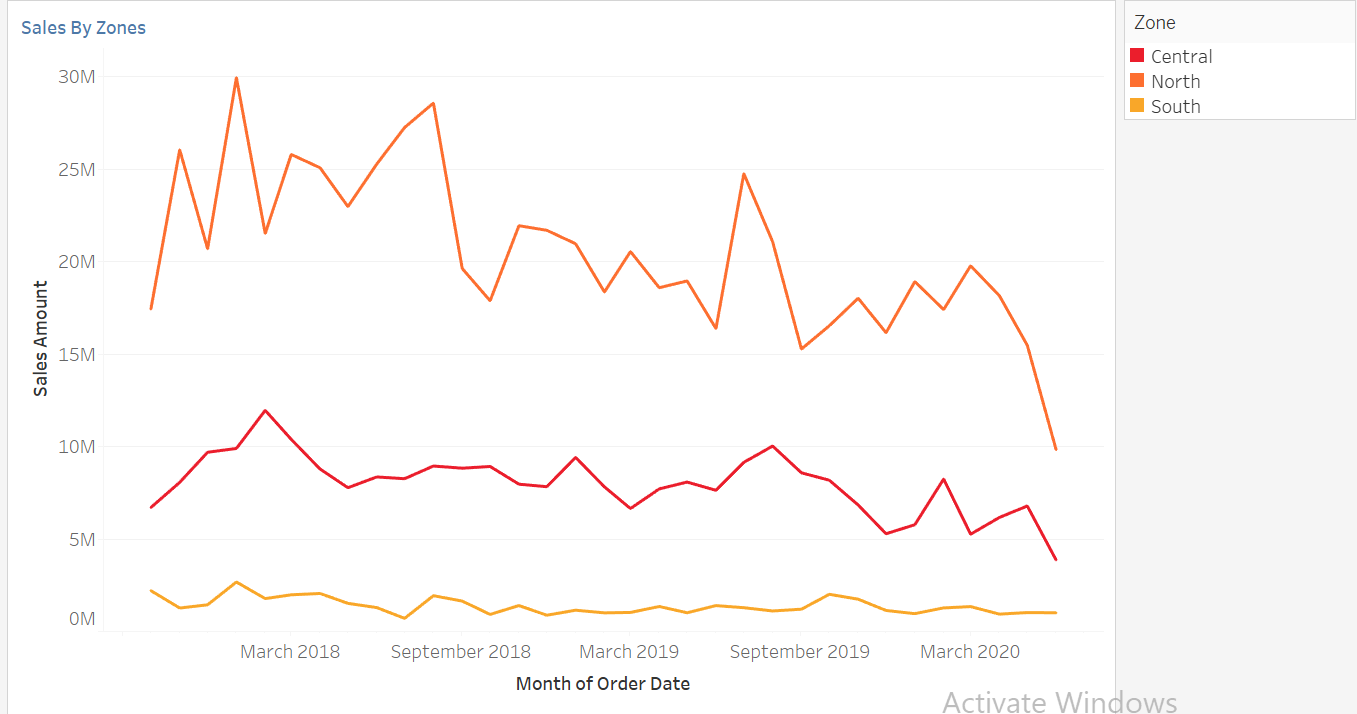 Sales By Zones
Zone
Central
North
South
30M
25M
20M
15M
10M
5M
0M
Sales Amount
March 2018
September 2018
March 2019
September 2019
March 2020
Month of Order Date
Activate Windows